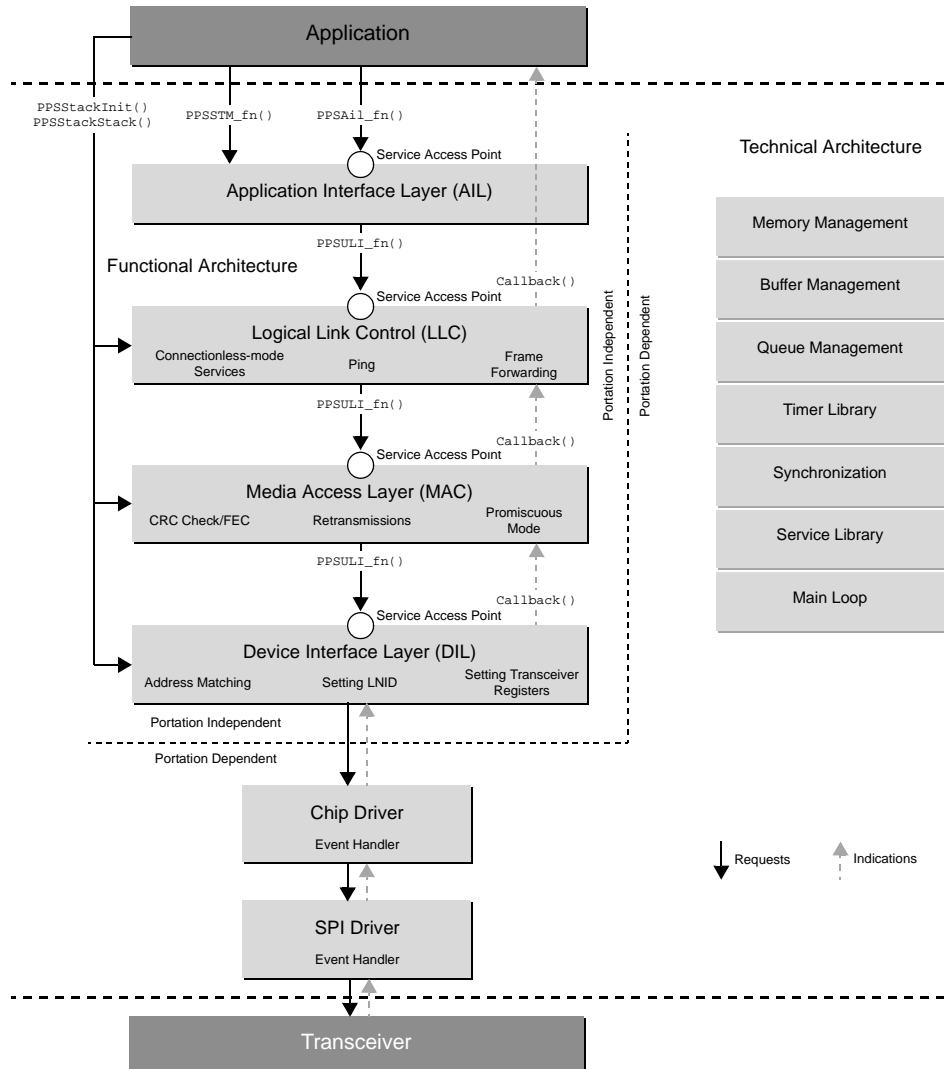 Application
PPSStackInit()
PPSStackStack()
PPSSTM_fn()
PPSAil_fn()
Service Access Point
Application Interface Layer (AIL)
PPSULI_fn()
Functional Architecture
Callback()
Service Access Point
Logical Link Control (LLC)
Connectionless-mode
Services
Ping
Frame
Forwarding
PPSULI_fn()
Callback()
Service Access Point
Media Access Layer (MAC)
CRC Check/FEC
Retransmissions
Promiscuous
Mode
PPSULI_fn()
Callback()
Service Access Point
Device Interface Layer (DIL)
Address Matching
Setting LNID
Setting Transceiver
Registers
Portation Independent
Portation Dependent
Portation Independent
Portation Dependent
Chip Driver
Event Handler
SPI Driver
Event Handler
Transceiver
Technical Architecture
Memory Management
Buffer Management
Queue Management
Timer Library
Synchronization
Service Library
Main Loop
Requests
Indications